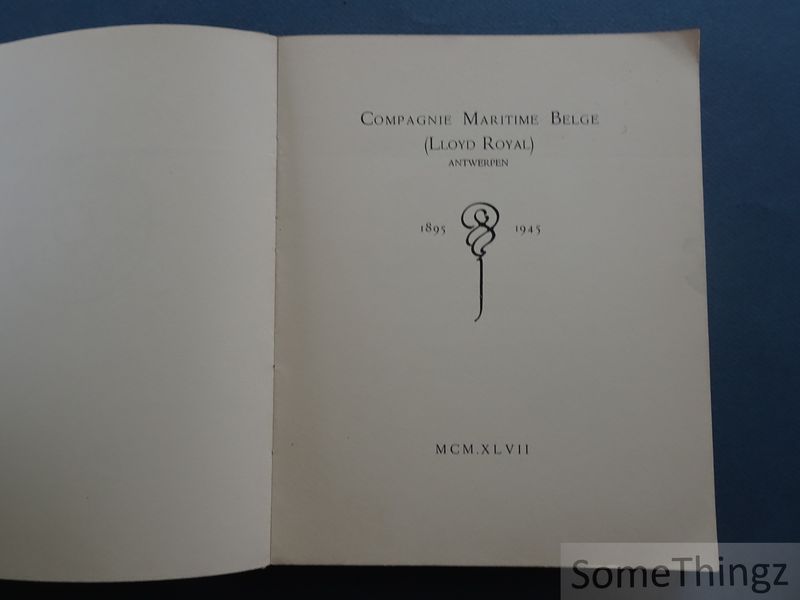 Compagnie Maritime Belge
(Lloyd Royal)
ANTWERPEN
1895 1945
MCM.XLVII
SomeThingz